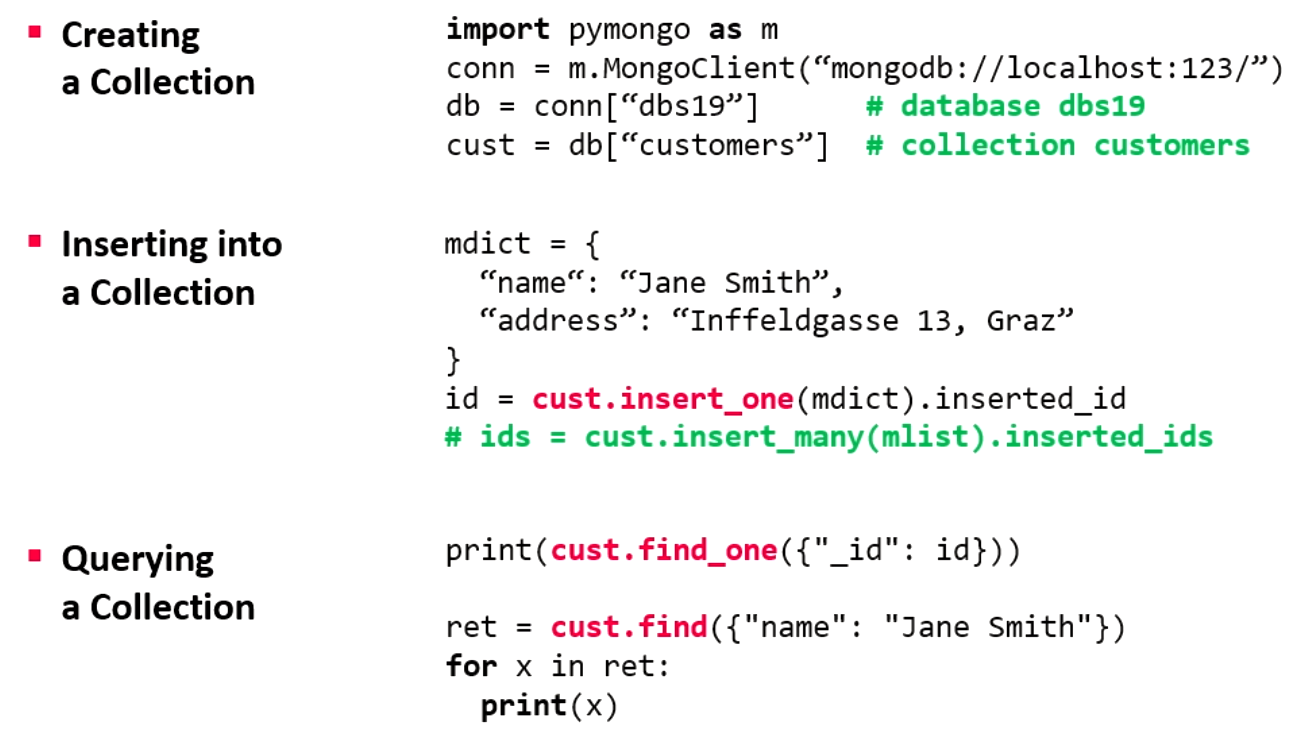 Creating
a Collection
import pymongo as m
conn = m.MongoClient(“mongodb://localhost:123/”)
db = conn[“dbs19”]      # database dbs19
cust = db[“customers”]  # collection customers
Inserting into
a Collection
mdict = {
  “name“: “Jane Smith”,
  “address”: “Inffeldgasse 13, Graz”
}
id = cust.insert_one(mdict).inserted_id
# ids = cust.insert_many(mlist).inserted_ids
Querying
a Collection
print(cust.find_one({"_id": id}))
ret = cust.find({"name": "Jane Smith"})
for x in ret:
  print(x)